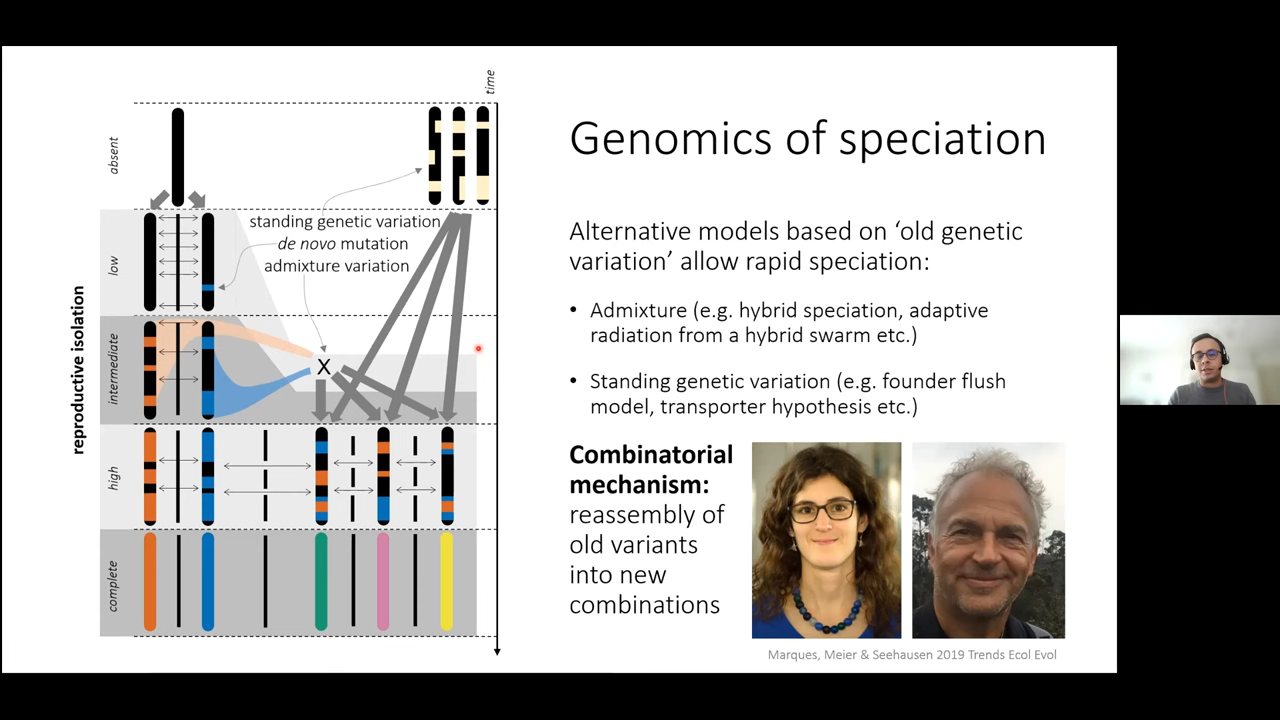 time
absent
low
intermediate
high
complete
reproductive isolation
standing genetic variation
de novo mutation
admixture variation
X
Genomics of speciation
Alternative models based on ‘old genetic
variation’ allow rapid speciation:
• Admixture (e.g. hybrid speciation, adaptive
radiation from a hybrid swarm etc.)
• Standing genetic variation (e.g. founder flush
model, transporter hypothesis etc.)
Combinatorial
mechanism:
reassembly of
old variants
into new
combinations
Marques, Meier & Seehausen 2019 Trends Ecol Evol